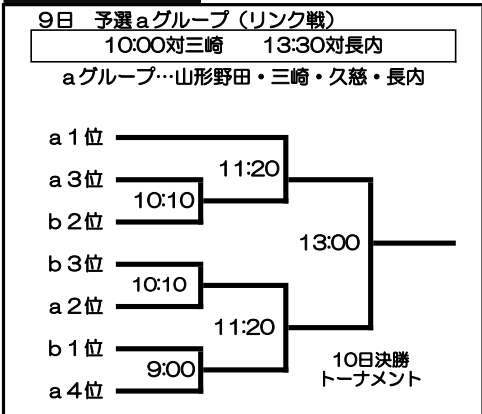 ９日　予選ａグループ（リンク戦）
10:00対三崎　　13:30対長内
ａグループ…山形野田・三崎・久慈・長内
ａ１位
11:20
ａ３位
10:10
ｂ２位
13:00
ｂ３位
10:10
ａ２位
11:20
ｂ１位
9:00
ａ４位
10日決勝
トーナメント